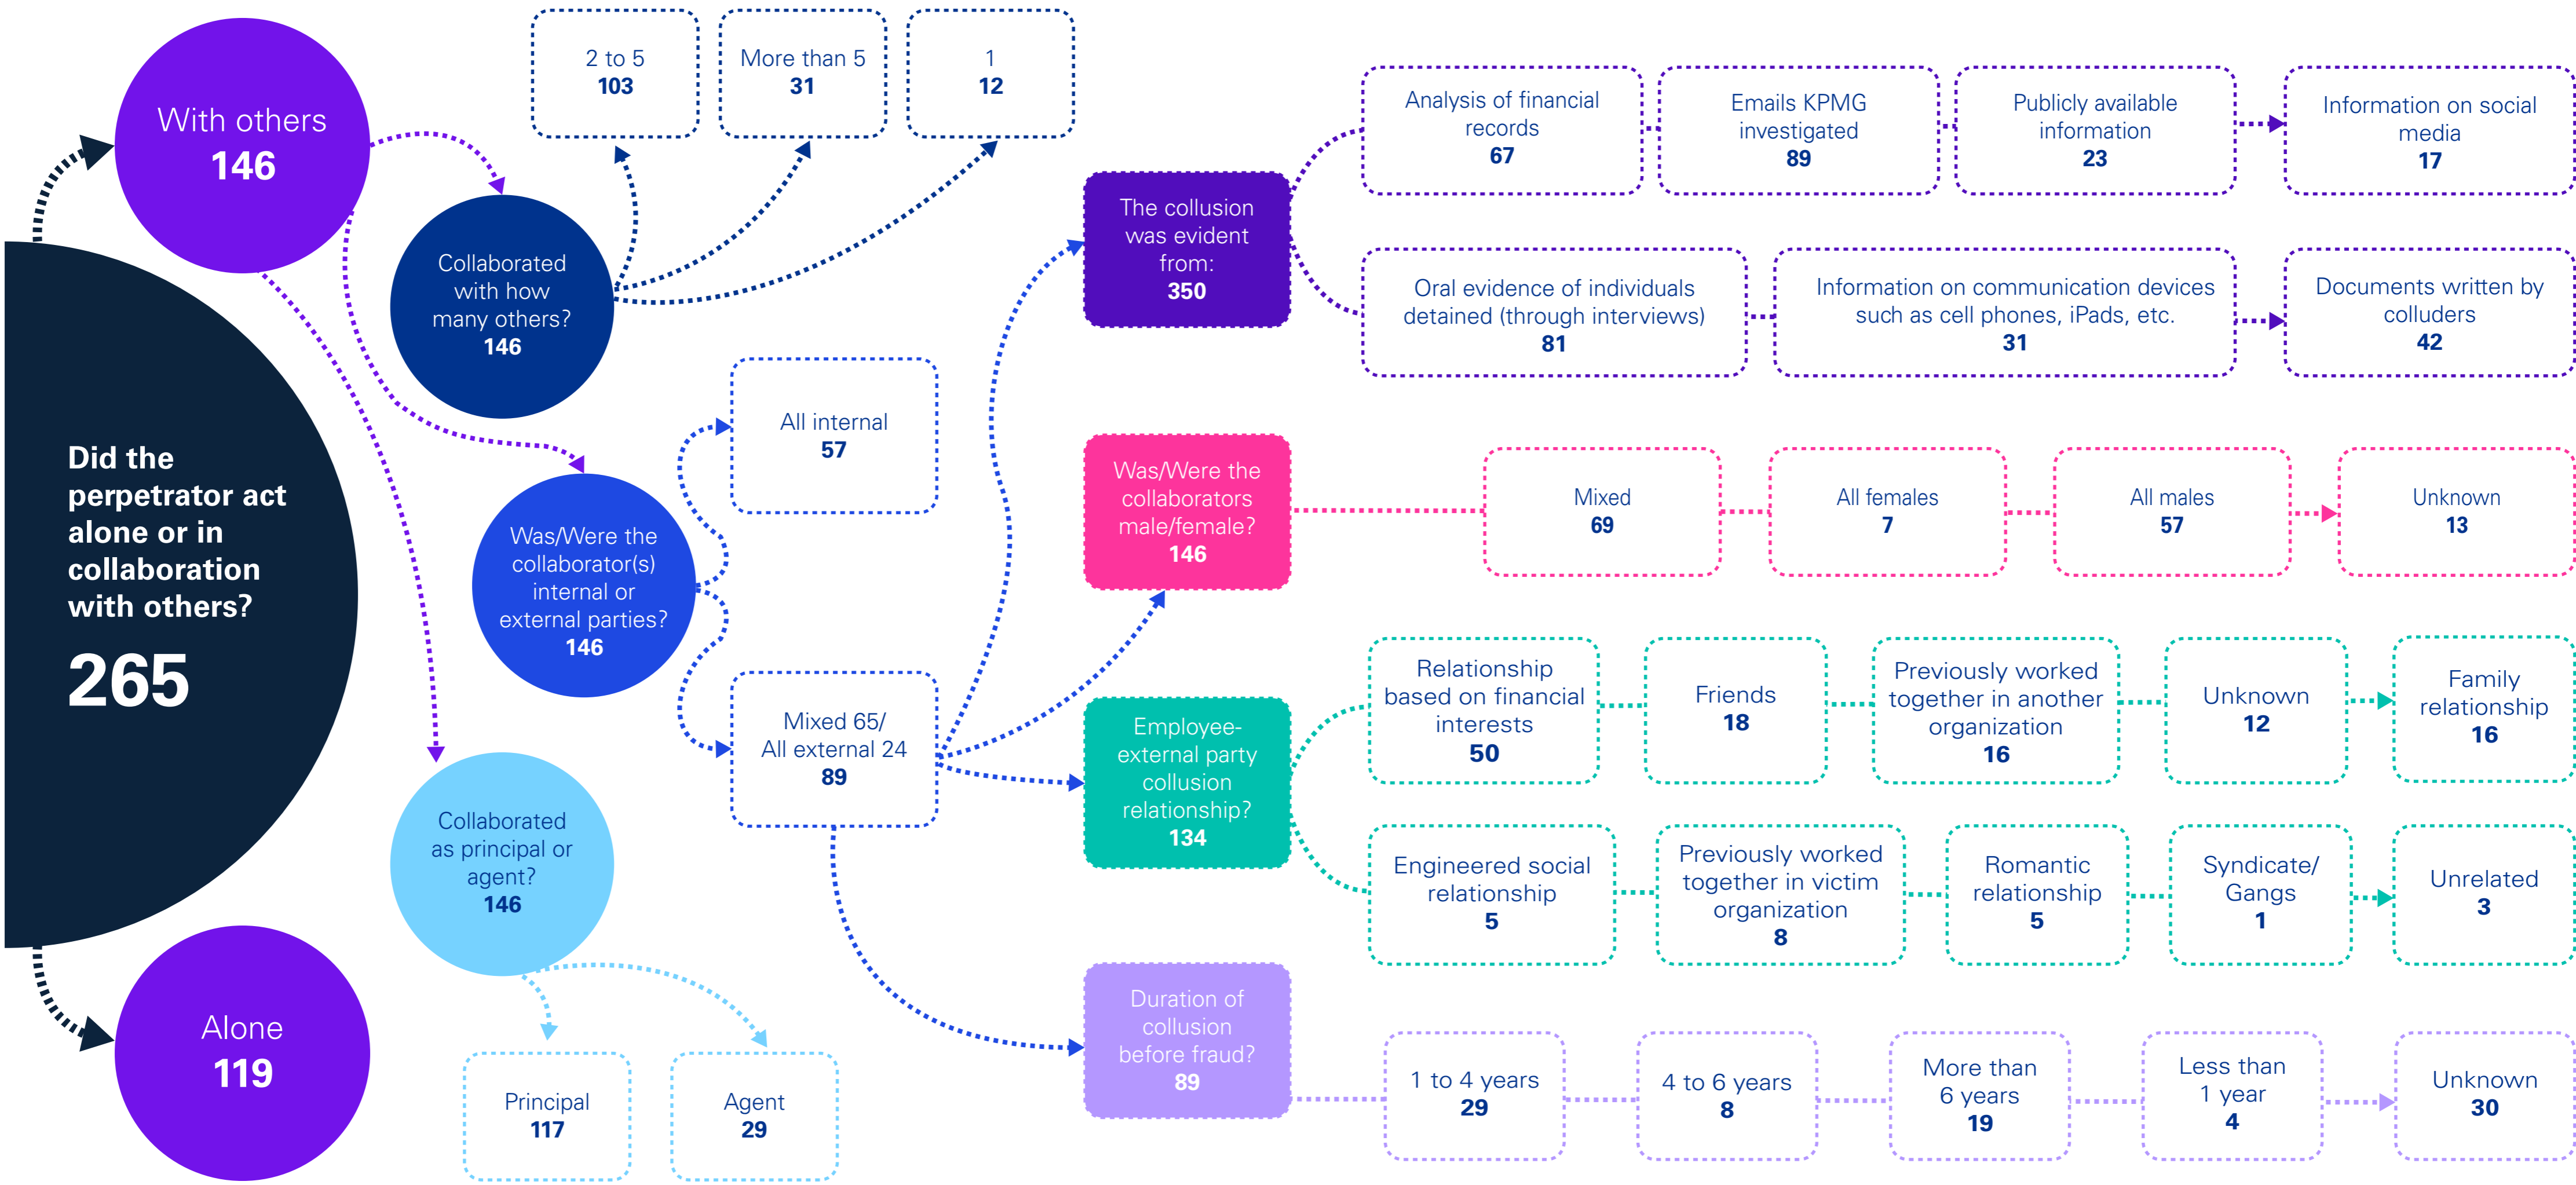 Did the
perpetrator act
alone or in
collaboration
with others?
265
With others
146
Alone
119
Collaborated
with how
many others?
146
2 to 5
103
More than 5
31
1
12
Was/Were the
collaborator(s)
internal or
external parties?
146
All internal
57
Mixed 65/
All external 24
89
Collaborated
as principal or
agent?
146
Principal
117
Agent
29
The collusion
was evident
from:
350
Analysis of financial
records
67
Emails KPMG
investigated
89
Publicly available
information
23
Information on social
media
17
Oral evidence of individuals
detained (through interviews)
81
Information on communication devices
such as cell phones, iPads, etc.
31
Documents written by
colluders
42
Was/Were the
collaborators
male/female?
146
Mixed
69
All females
7
All males
57
Unknown
13
Employee-
external party
collusion
relationship?
134
Relationship
based on financial
interests
50
Friends
18
Previously worked
together in another
organization
16
Unknown
12
Family
relationship
16
Engineered social
relationship
5
Previously worked
together in victim
organization
8
Romantic
relationship
5
Syndicate/
Gangs
1
Unrelated
3
Duration of
collusion
before fraud?
89
1 to 4 years
29
4 to 6 years
8
More than
6 years
19
Less than
1 year
4
Unknown
30